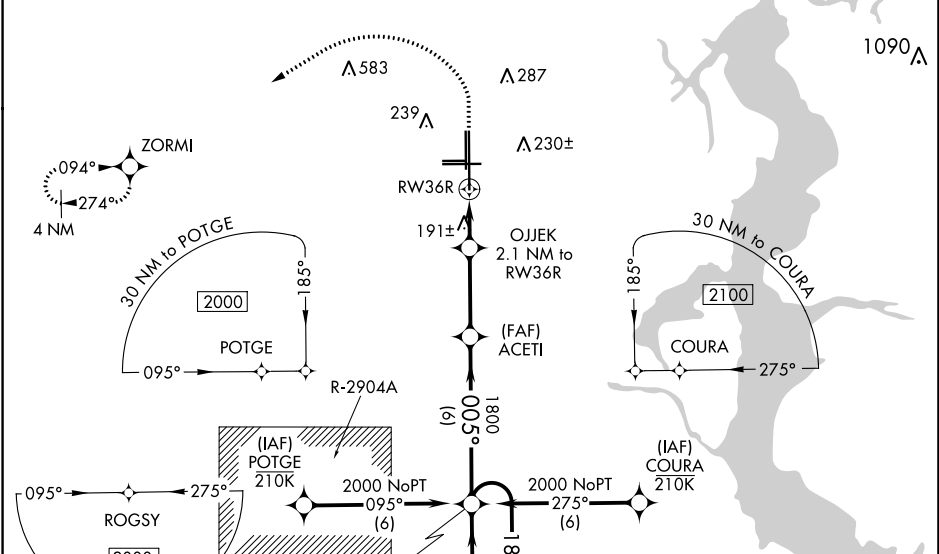 1090
583
287
239
230±
ZORMI
094°
274°
4 NM
RW36R
191±
OJJEK
2.1 NM to
RW36R
30 NM to POTGE
185°
2000
POTGE
095°
30 NM to COURA
185°
2100
COURA
275°
(FAF)
ACETI
R-2904A
1800
005°
(6)
(IAF)
POTGE
210K
2000 NoPT
095°
(6)
2000 NoPT
275°
(6)
(IAF)
COURA
210K
095°
275°
ROGSY
18